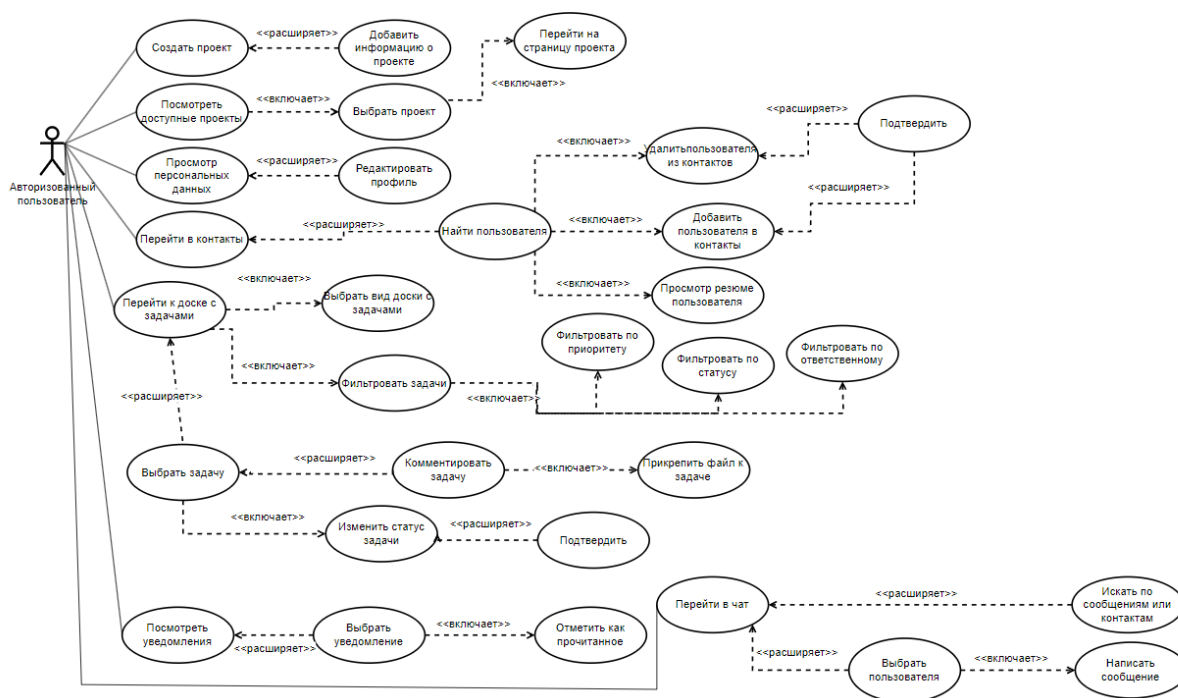 Создать проект
<<расширяет>>
Добавить
информацию о
проекте
Перейти на
страницу проекта
<<включает>>
Посмотреть
доступные проекты
<<включает>>
Выбрать проект
<<расширяет>>
Подтвердить
<<включает>>
Удалитьпользователя
из контактов
Авторизованный
пользователь
Просмотр
персональных
данных
<<расширяет>>
Редактировать
профиль
<<расширяет>>
Перейти в контакты
<<расширяет>>
Найти пользователя
<<включает>>
Добавить
пользователя в
контакты
<<включает>>
Просмотр резюме
пользователя
Перейти к доске с
задачами
<<включает>>
Выбрать вид доски с
задачами
<<включает>>
Фильтровать задачи
<<включает>>
Фильтровать по
приоритету
Фильтровать по
статусу
Фильтровать по
ответственному
<<расширяет>>
Выбрать задачу
<<расширяет>>
Комментировать
задачу
<<включает>>
Прикрепить файл к
задаче
<<включает>>
Изменить статус
задачи
<<расширяет>>
Подтвердить
Посмотреть
уведомления
<<расширяет>>
Выбрать
уведомление
<<включает>>
Отметить как
прочитанное
Перейти в чат
<<расширяет>>
Искать по
сообщениям или
контактам
<<расширяет>>
Выбрать
пользователя
<<включает>>
Написать
сообщение